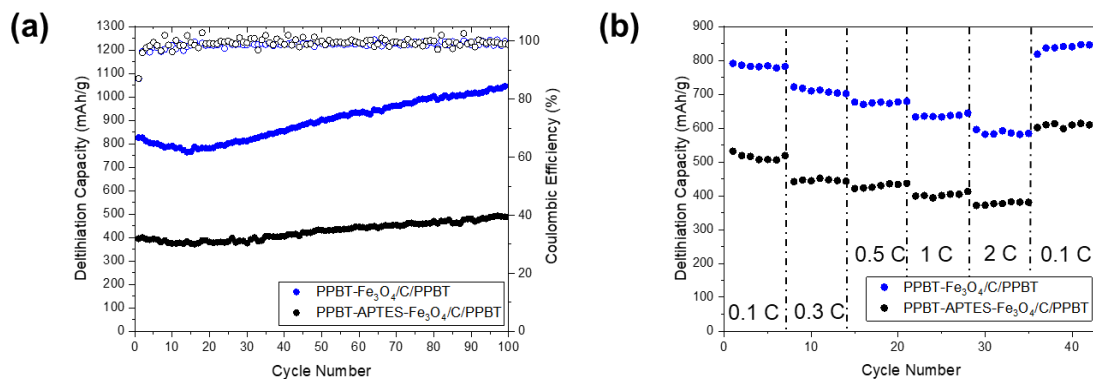 (a)
Deltihiation Capacity (mAh/g)
1300
1200
1100
1000
900
800
700
600
500
400
300
200
100
0
100
80
60
40
20
0
Coulombic Efficiency (%)
PPBT-Fe₃O₄/C/PPBT
PPBT-APTES-Fe₃O₄/C/PPBT
0 10 20 30 40 50 60 70 80 90 100
Cycle Number
(b)
Deltihiation Capacity (mAh/g)
900
800
700
600
500
400
300
200
100
0
0.5 C 1 C 2 C 0.1 C
PPBT-Fe₃O₄/C/PPBT
PPBT-APTES-Fe₃O₄/C/PPBT
0.1 C 0.3 C
0 10 20 30 40
Cycle Number